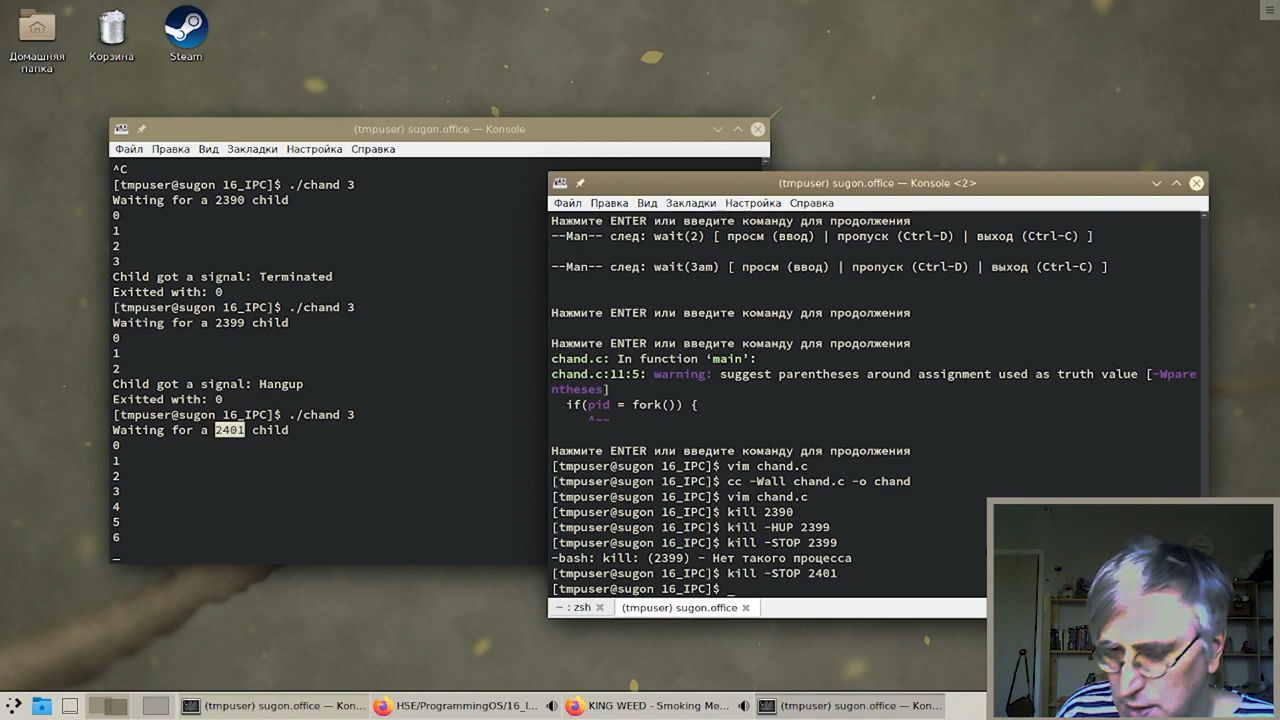 Домашняя
папка
Корзина
Steam
(tmpuser) sugon.office — Konsole
Файл Правка Вид Закладки Настройка Справка
^C
[tmpuser@sugon 16_IPC]$ ./chand 3
Waiting for a 2390 child
0
1
2
3
Child got a signal: Terminated
Exitted with: 0
[tmpuser@sugon 16_IPC]$ ./chand 3
Waiting for a 2399 child
0
1
2
Child got a signal: Hangup
Exitted with: 0
[tmpuser@sugon 16_IPC]$ ./chand 3
Waiting for a 2401 child
0
1
2
3
4
5
6
_
(tmpuser) sugon.office — Konsole <2>
Файл Правка Вид Закладки Настройка Справка
Нажмите ENTER или введите команду для продолжения
--Man-- след: wait(2) [ просм (ввод) | пропуск (Ctrl-D) | выход (Ctrl-C) ]
--Man-- след: wait(3am) [ просм (ввод) | пропуск (Ctrl-D) | выход (Ctrl-C) ]
Нажмите ENTER или введите команду для продолжения
Нажмите ENTER или введите команду для продолжения
chand.c: In function ‘main’:
chand.c:11:5: warning: suggest parentheses around assignment used as truth value [-Wpare
ntheses]
if(pid = fork()) {
^~~
Нажмите ENTER или введите команду для продолжения
[tmpuser@sugon 16_IPC]$ vim chand.c
[tmpuser@sugon 16_IPC]$ cc -Wall chand.c -o chand
[tmpuser@sugon 16_IPC]$ vim chand.c
[tmpuser@sugon 16_IPC]$ kill 2390
[tmpuser@sugon 16_IPC]$ kill -HUP 2399
[tmpuser@sugon 16_IPC]$ kill -STOP 2399
-bash: kill: (2399) - Нет такого процесса
[tmpuser@sugon 16_IPC]$ kill -STOP 2401
[tmpuser@sugon 16_IPC]$ _
~ : zsh
(tmpuser) sugon.office
(tmpuser) sugon.office — Kon...
HSE/ProgrammingOS/16_I...
KING WEED - Smoking Me...
(tmpuser) sugon.office — Kon...